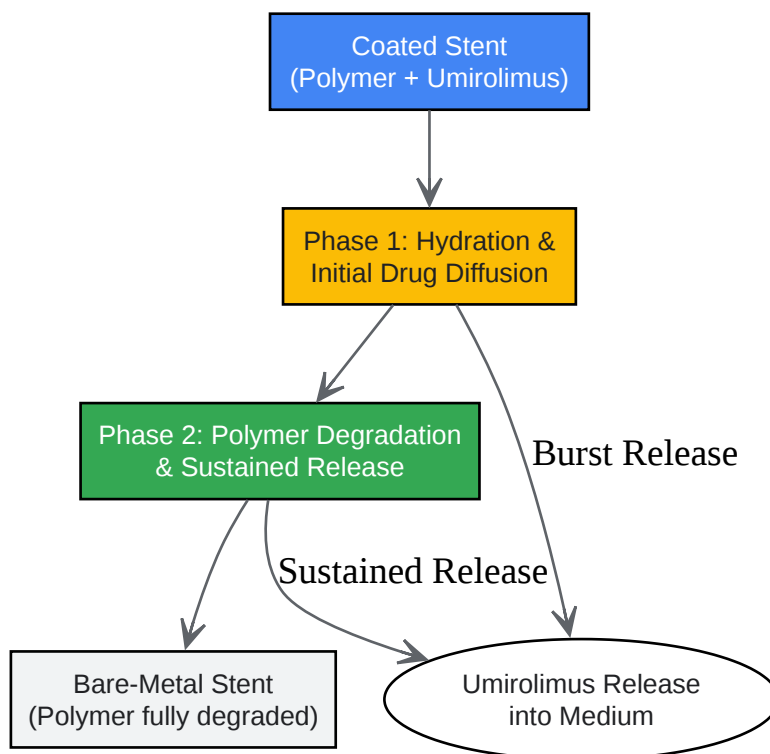 Coated Stent
(Polymer + Umirolimus)
Phase 1: Hydration &
Initial Drug Diffusion
Phase 2: Polymer Degradation
& Sustained Release
Burst Release
Sustained Release
Bare-Metal Stent
(Polymer fully degraded)
Umirolimus Release
into Medium